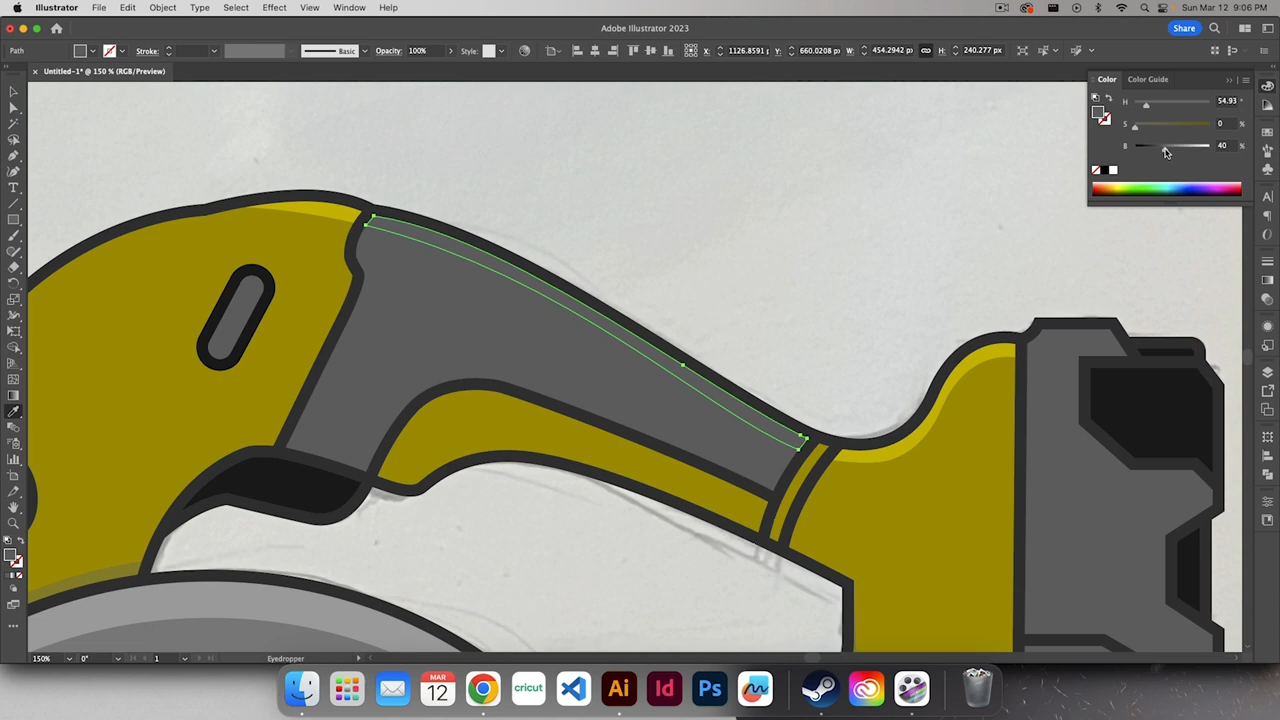 Illustrator File Edit Object Type Select Effect View Window Help Sun Mar 12 9:06 PM
Adobe Illustrator 2023 Share
Path Stroke: Basic Opacity: 100% Style: X: 1126.8591 Y: 660.0208 p W: 454.2942 p H: 240.277 px
× Untitled-1* @ 150 % (RGB/Preview)
Color Color Guide
H 54.93 °
S 0 %
B 40 %
150% 0° 1 Eyedropper
MAR
12
cricut
Ai
Id
Ps